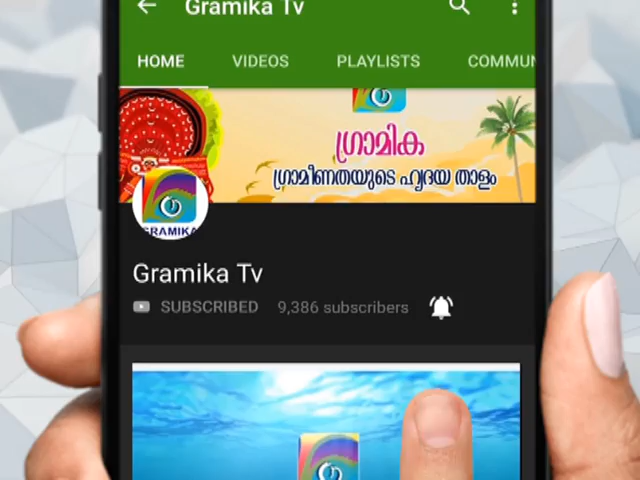 Gramika Tv
HOME VIDEOS PLAYLISTS COMMUN
ഗ്രാമിക
ഗ്രാമീണതയുടെ ഹൃദയ താളം
GRAMIKA
Gramika Tv
SUBSCRIBED 9,386 subscribers